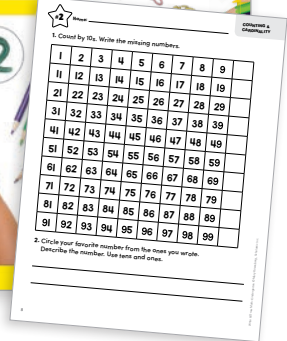 2
#2
Name
COUNTING &
CARDINALITY
1. Count by 10s. Write the missing numbers.
1 2 3 4 5 6 7 8 9
11 12 13 14 15 16 17 18 19
21 22 23 24 25 26 27 28 29
31 32 33 34 35 36 37 38 39
41 42 43 44 45 46 47 48 49
51 52 53 54 55 56 57 58 59
61 62 63 64 65 66 67 68 69
71 72 73 74 75 76 77 78 79
81 82 83 84 85 86 87 88 89
91 92 93 94 95 96 97 98 99
2. Circle your favorite number from the ones you wrote.
Describe the number. Use tens and ones.